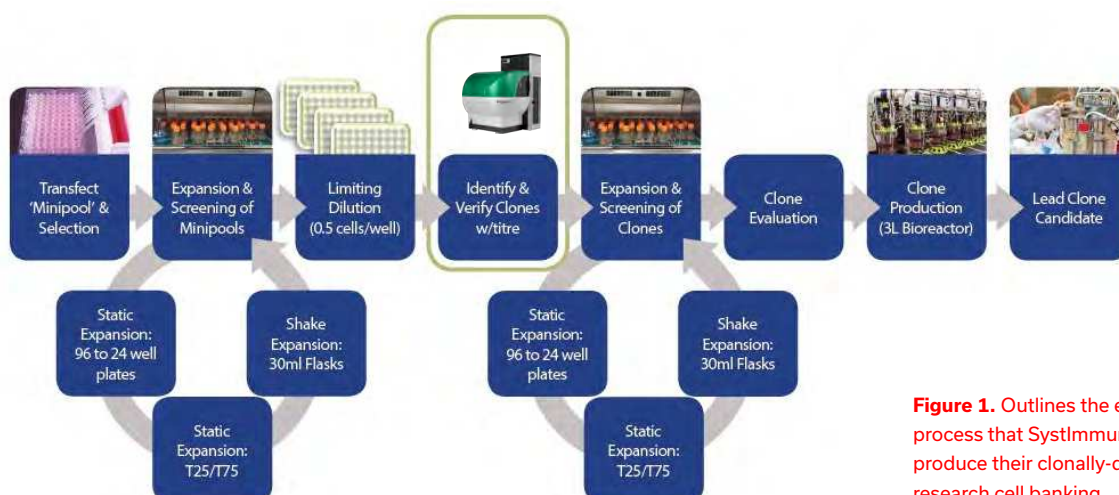 Transfect
'Minipool' &
Selection
Expansion &
Screening of
Minipools
Limiting
Dilution
(0.5 cells/well)
Identify &
Verify Clones
w/titre
Expansion &
Screening of
Clones
Clone
Evaluation
Clone
Production
(3L Bioreactor)
Lead Clone
Candidate
Static
Expansion:
96 to 24 well
plates
Shake
Expansion:
30ml Flasks
Static
Expansion:
T25/T75
Static
Expansion:
96 to 24 well
plates
Shake
Expansion:
30ml Flasks
Static
Expansion:
T25/T75
Figure 1. Outlines the
process that SystImmu
produce their clonally-
research cell banking